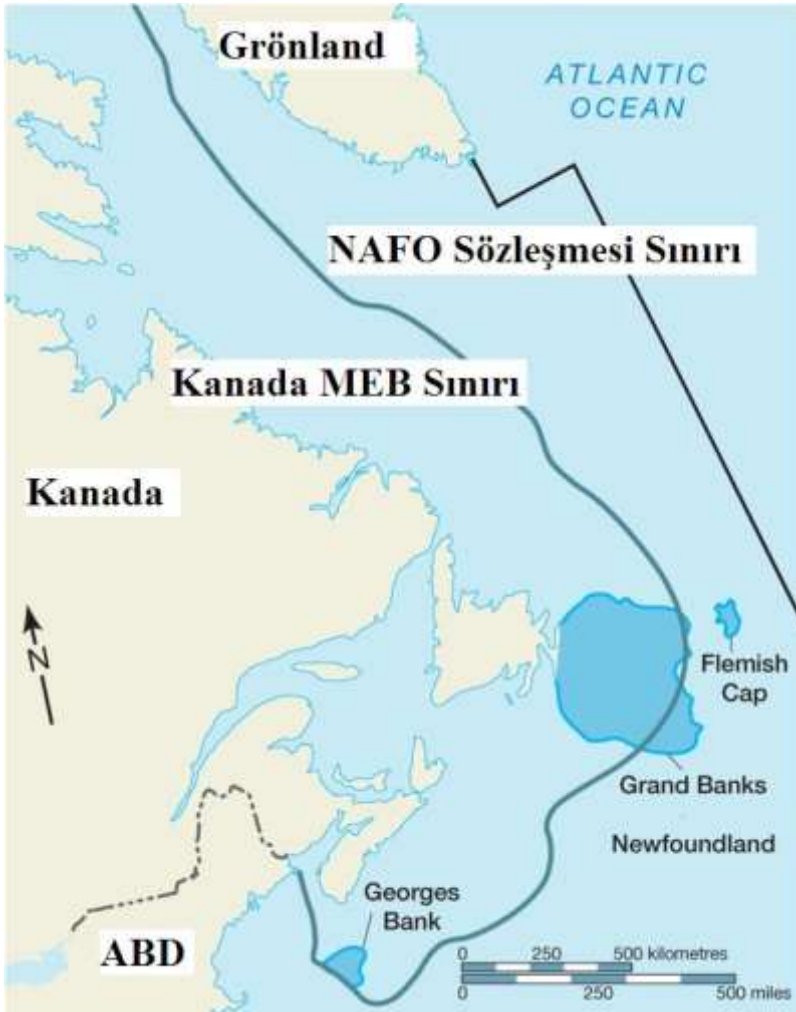 Grönland
ATLANTIC
OCEAN
NAFO Sözleşmesi Sınırı
Kanada MEB Sınırı
Kanada
N
Flemish
Cap
Grand Banks
Newfoundland
Georges
Bank
ABD
0 250 500 kilometres
0 250 500 miles